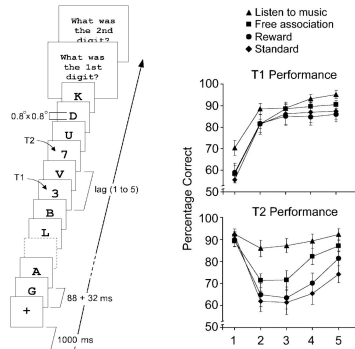 What was
the 2nd
digit?
What was
the 1st
digit?
K
0.8°x0.8°
D
U
T2
7
V
T1
3
lag (1 to 5)
B
L
A
G
88 + 32 ms
+
1000 ms
Listen to music
Free association
Reward
Standard
T1 Performance
100
90
80
70
60
50
Percentage Correct
T2 Performance
100
90
80
70
60
50
1 2 3 4 5